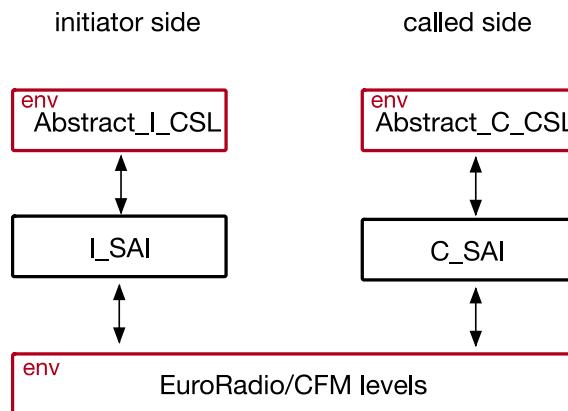 initiator side
called side
env
Abstract_I_CSL
env
Abstract_C_CSL
I_SAI
C_SAI
env
EuroRadio/CFM levels